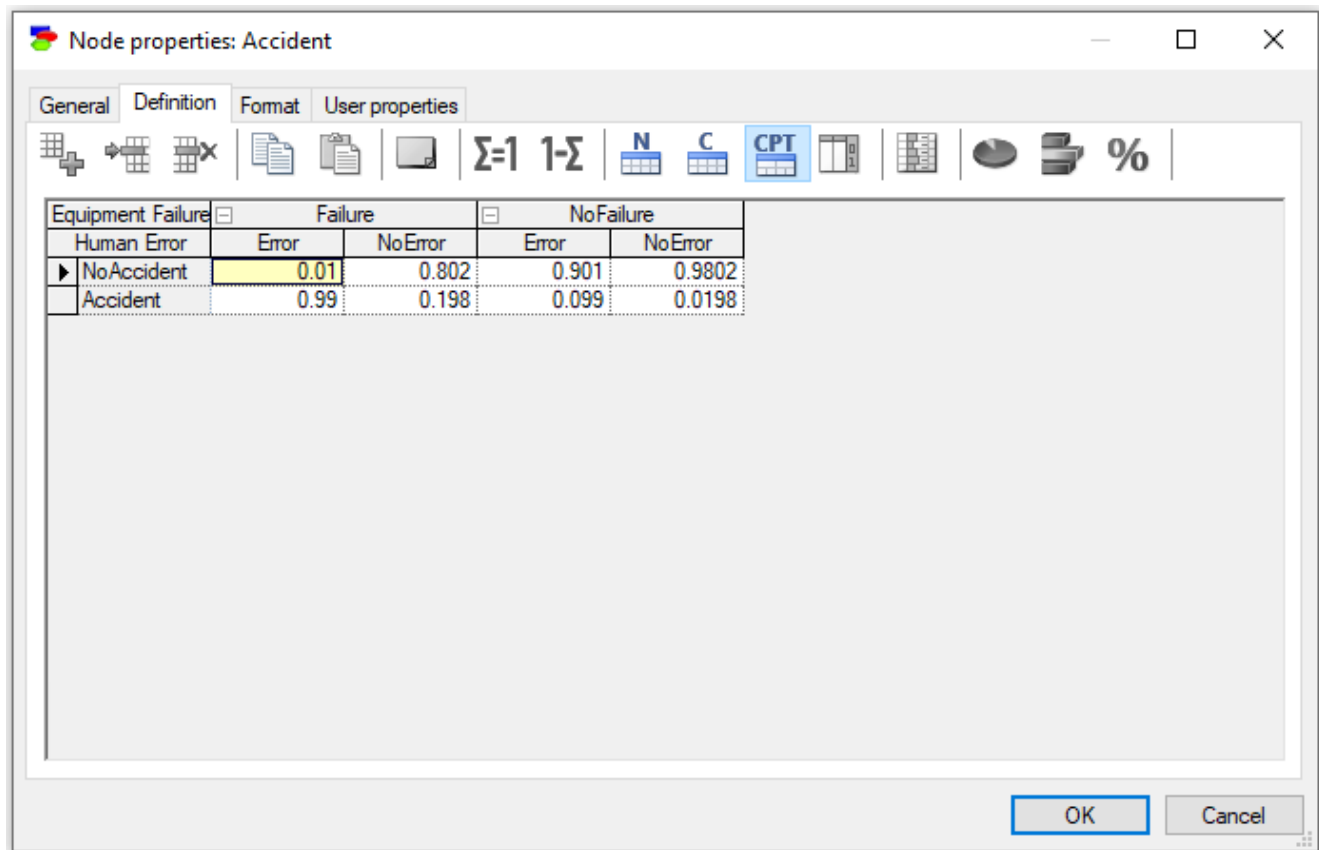 Node properties: Accident
General Definition Format User properties
Σ=1 1-Σ N C CPT %
Equipment Failure Failure NoFailure
Human Error Error NoError Error NoError
NoAccident 0.01 0.802 0.901 0.9802
Accident 0.99 0.198 0.099 0.0198
OK Cancel